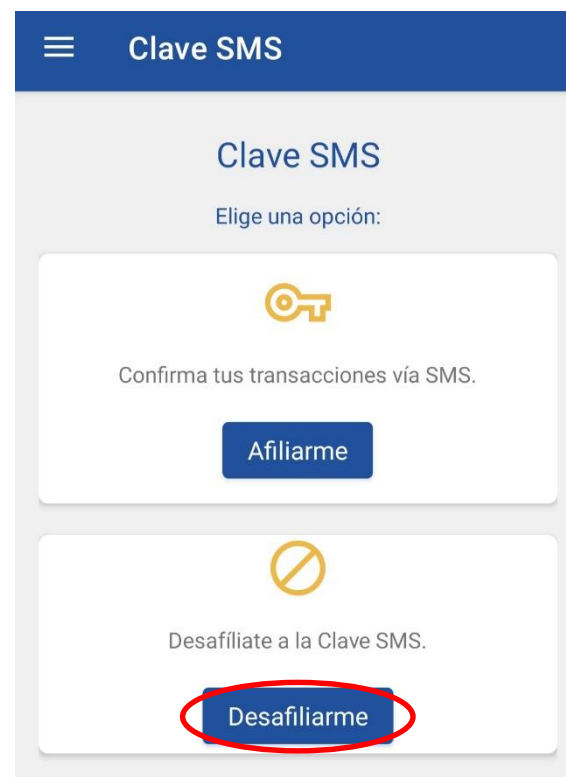 Clave SMS
Clave SMS
Elige una opción:
Confirma tus transacciones vía SMS.
Afiliarme
Desafíliate a la Clave SMS.
Desafiliarme